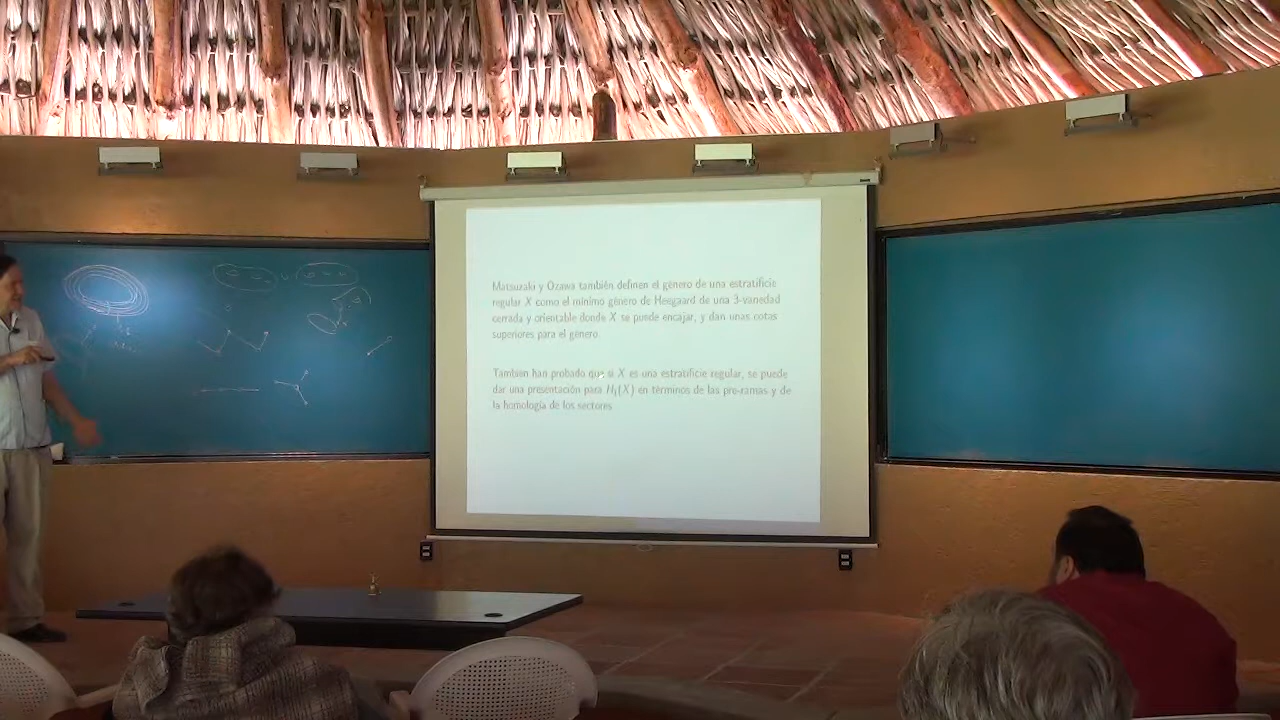 Matsuzaki y Ozawa también definen el género de una estratificie
regular X como el mínimo género de Heegaard de una 3-variedad
cerrada y orientable donde X se puede encajar, y dan unas cotas
superiores para el género.
También han probado que si X es una estratificie regular, se puede
dar una presentación para H₁(X) en términos de las pre-ramas y de
la homología de los sectores.